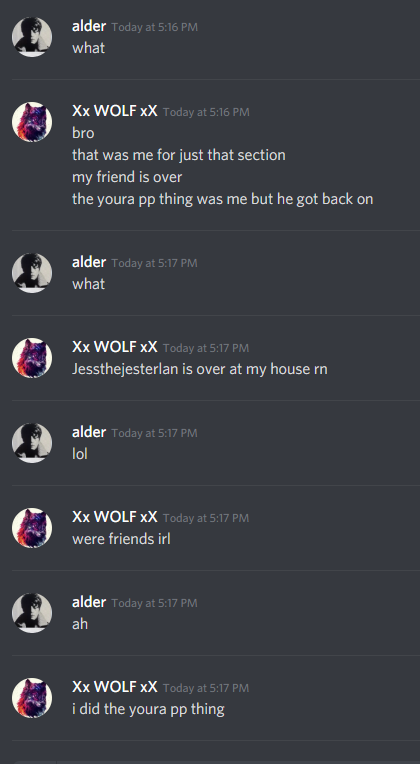 alder Today at 5:16 PM
what
Xx WOLF xX Today at 5:16 PM
bro
that was me for just that section
my friend is over
the youra pp thing was me but he got back on
alder Today at 5:17 PM
what
Xx WOLF xX Today at 5:17 PM
Jessthejesterlan is over at my house rn
alder Today at 5:17 PM
lol
Xx WOLF xX Today at 5:17 PM
were friends irl
alder Today at 5:17 PM
ah
Xx WOLF xX Today at 5:17 PM
i did the youra pp thing